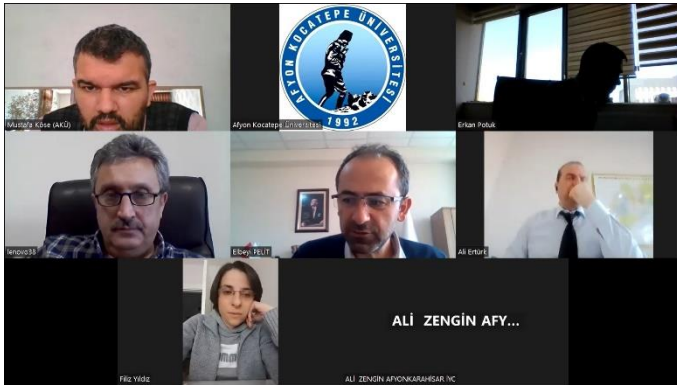 AFYON KOCATEPE ÜNİVERSİTESİ
1992
Mustafa Köse (AKÜ)
Afyon Kocatepe Üniversitesi
Erkan Potuk
lenovo38
Elbeyi PELİT
Ali Ertürk
ALİ ZENGİN AFY...
Filiz Yıldız
ALİ ZENGİN AFYONKARAHİSAR İYC